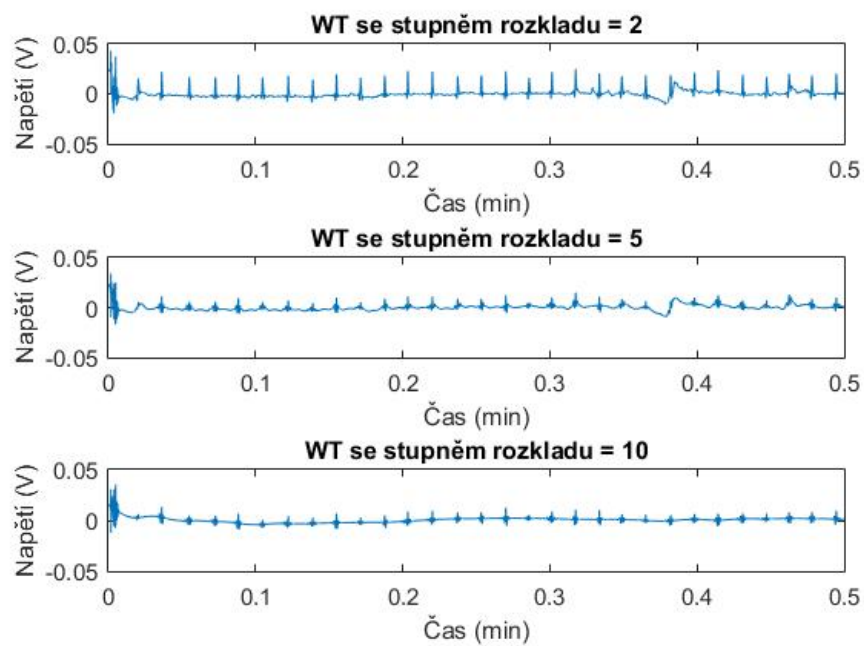 WT se stupněm rozkladu = 2
Napětí (V)
0.05
0
-0.05
0 0.1 0.2 0.3 0.4 0.5
Čas (min)
WT se stupněm rozkladu = 5
Napětí (V)
0.05
0
-0.05
0 0.1 0.2 0.3 0.4 0.5
Čas (min)
WT se stupněm rozkladu = 10
Napětí (V)
0.05
0
-0.05
0 0.1 0.2 0.3 0.4 0.5
Čas (min)